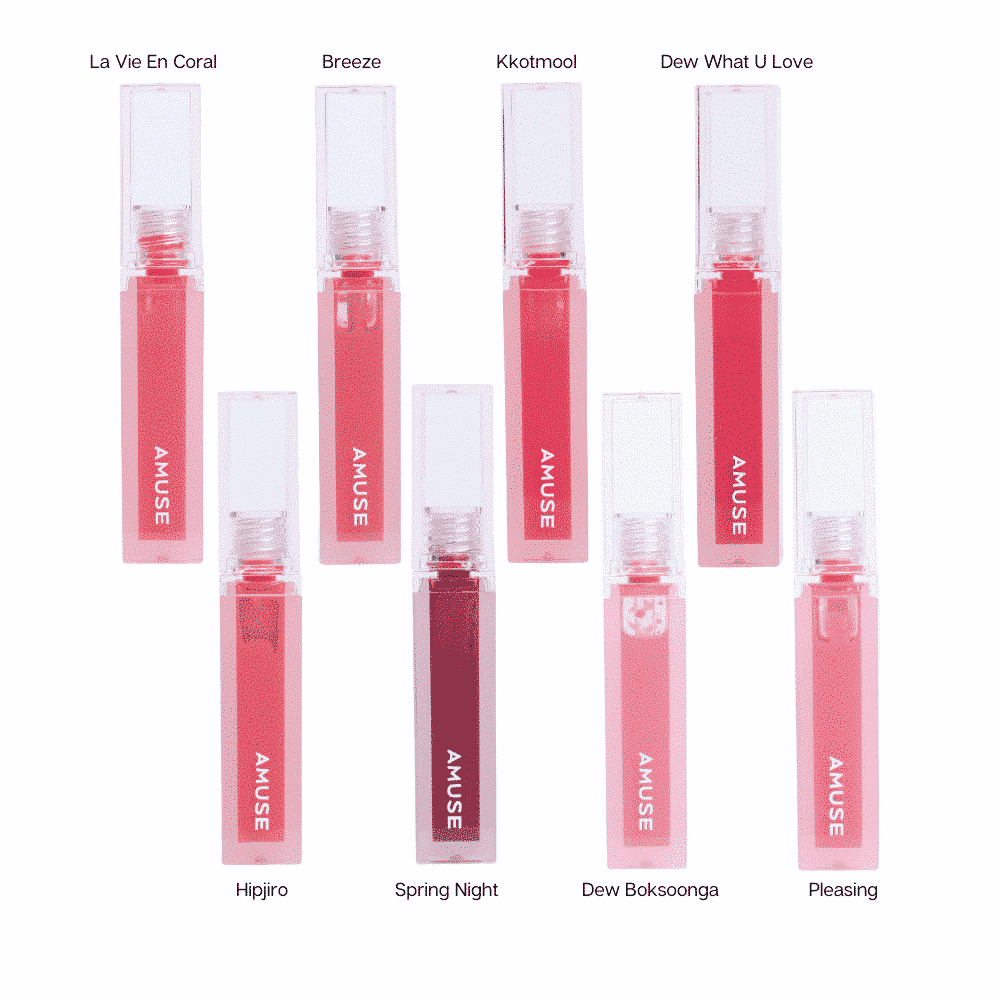 La Vie En Coral
Breeze
Kkotmool
Dew What U Love
AMUSE
AMUSE
AMUSE
AMUSE
AMUSE
AMUSE
AMUSE
AMUSE
Hipjiro
Spring Night
Dew Boksoonga
Pleasing